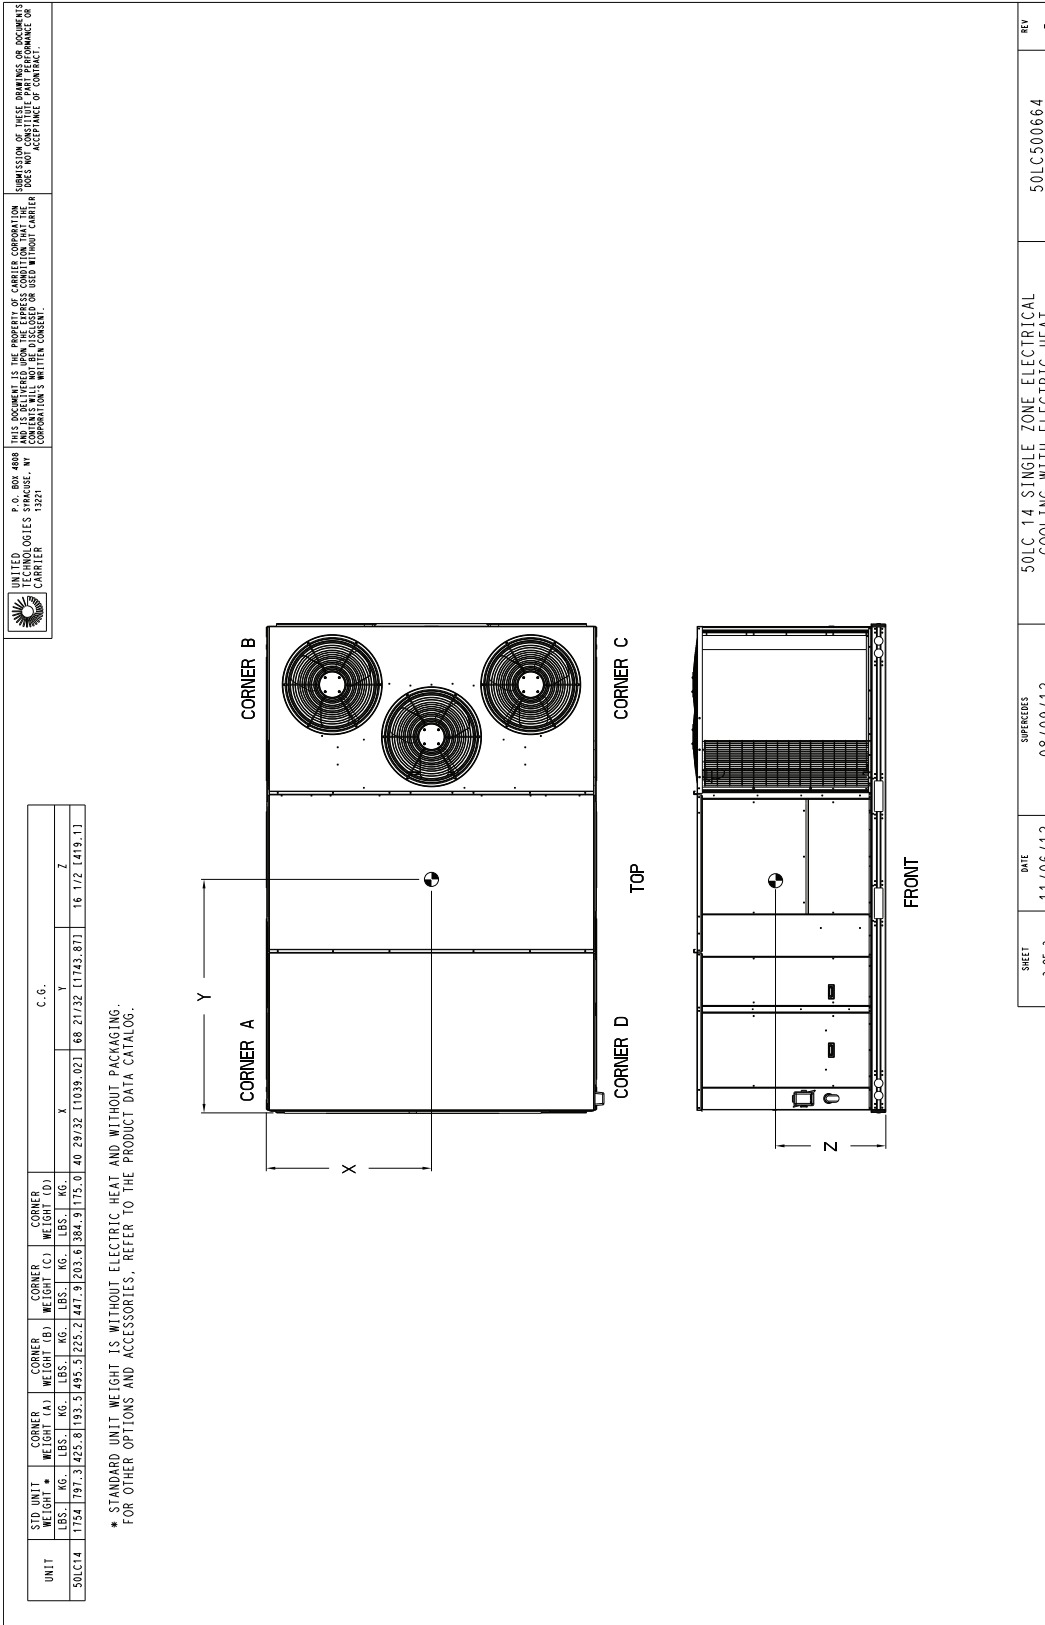 UNITED
TECHNOLOGIES
CARRIER
P.O. BOX 4808
SYRACUSE, NY
13221
THIS DOCUMENT IS THE PROPERTY OF CARRIER CORPORATION
AND IS DELIVERED UPON THE EXPRESS CONDITION THAT THE
CONTENTS WILL NOT BE DISCLOSED OR USED WITHOUT CARRIER
CORPORATION'S WRITTEN CONSENT.
SUBMISSION OF THESE DRAWINGS OR DOCUMENTS
DOES NOT CONSTITUTE PART PERFORMANCE OR
ACCEPTANCE OF CONTRACT.
UNIT STD UNIT WEIGHT * CORNER WEIGHT (A) CORNER WEIGHT (B) CORNER WEIGHT (C) CORNER WEIGHT (D) C.G.
LBS. KG. LBS. KG. LBS. KG. LBS. KG. LBS. KG. X Y Z
50LC14 1754 797.3 425.8 193.5 495.5 225.2 447.9 203.6 384.9 175.0 40 29/32 [1039.02] 68 21/32 [1743.87] 16 1/2 [419.1]
* STANDARD UNIT WEIGHT IS WITHOUT ELECTRIC HEAT AND WITHOUT PACKAGING.
FOR OTHER OPTIONS AND ACCESSORIES, REFER TO THE PRODUCT DATA CATALOG.
CORNER A
CORNER B
Y
X
CORNER D
CORNER C
TOP
Z
FRONT
SHEET
DATE
11/06/12
SUPERCEDES
50LC 14 SINGLE ZONE ELECTRICAL
COOLING WITH ELECTRIC HEAT
50LC500664
REV